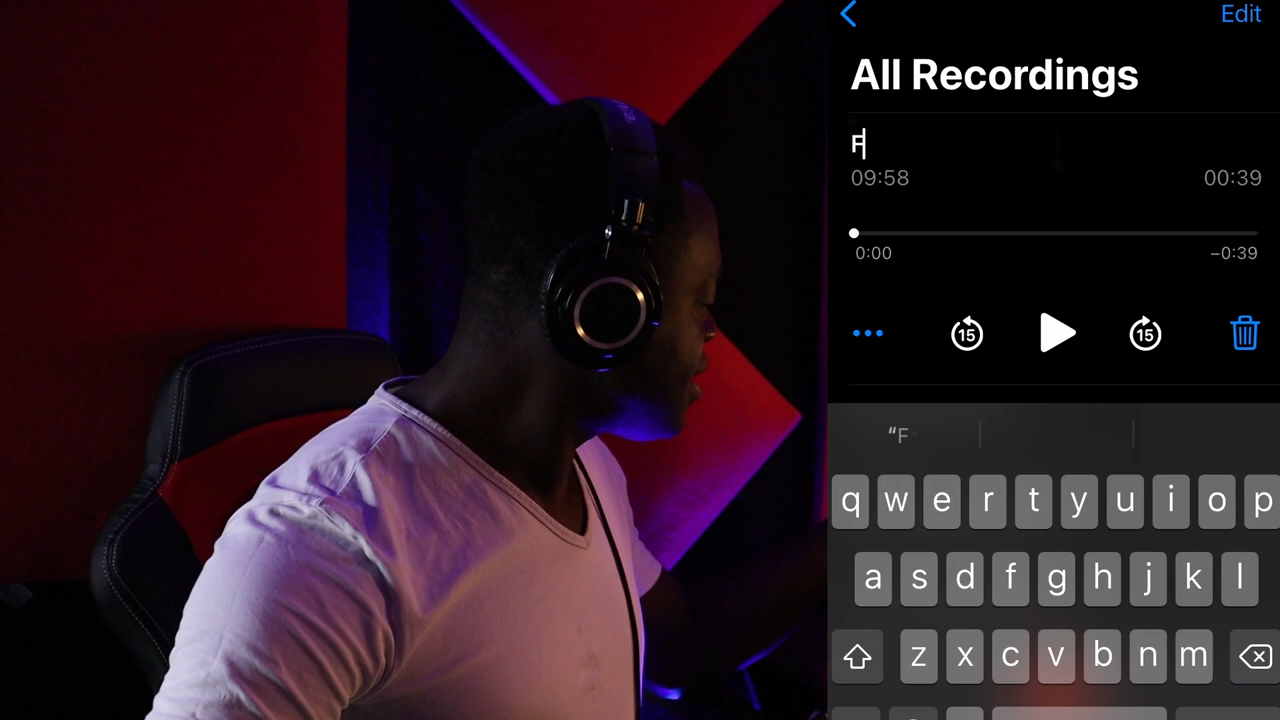 Edit
All Recordings
F
09:58 00:39
0:00 −0:39
15 15
“F
q w e r t y u i o p
a s d f g h j k l
z x c v b n m